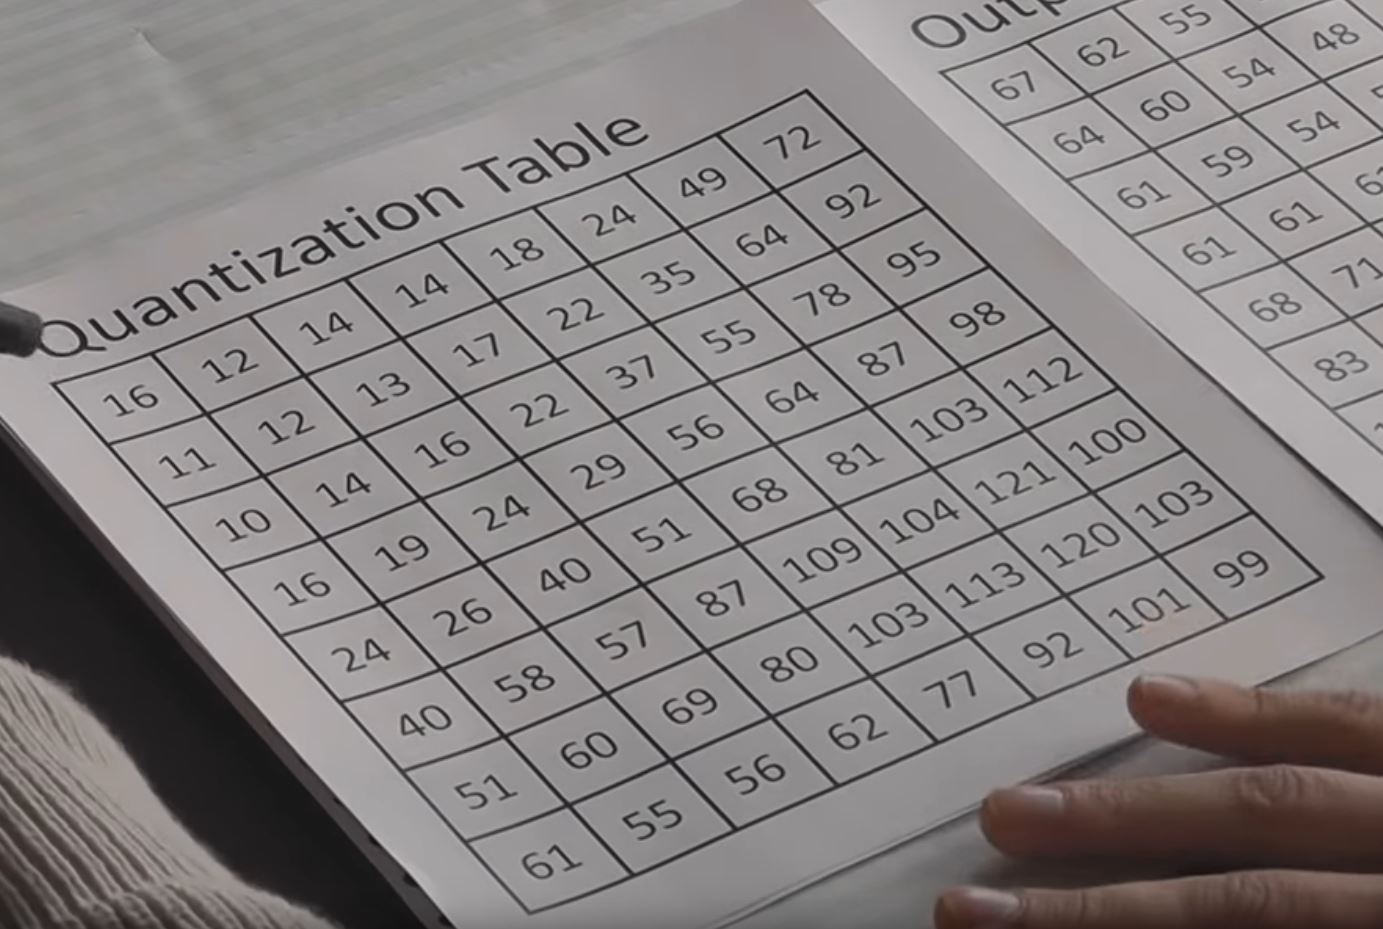 Quantization Table
16 12 14 14 18 24 49 72
11 12 13 17 22 35 64 92
10 14 16 22 37 55 78 95
16 19 24 29 56 64 87 98
24 26 40 51 68 81 103 112
40 58 57 87 109 104 121 100
51 60 69 80 103 113 120 103
61 55 56 62 77 92 101 99
67 62 55
64 60 54 48
61 59 54
61 61
68 71
83